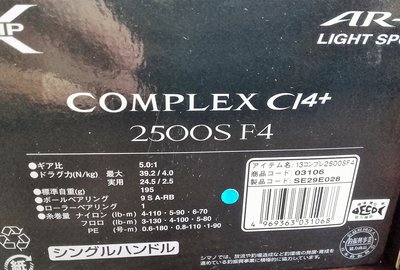 AR-
LIGHT SPO
COMPLEX CI4+
2500S F4
●ギア比 5.0:1
●ドラグ力(N/kg) 最大 39.2/4.0
実用 24.5/2.5
●標準自重(g) 195
●ボールベアリング 9 S A-RB
●ローラーベアリング 1
●糸巻量 ナイロン (lb-m) 4-110・5-90・6-70
フロロ (lb-m) 3-130・4-100・5-80
PE (号-m) 0.6-180・0.8-110・1-90
シングルハンドル
アイテム名:13コンプレ2500SF4
商品コード 03106
製品コード SE29E028
4 969363 031068
紙